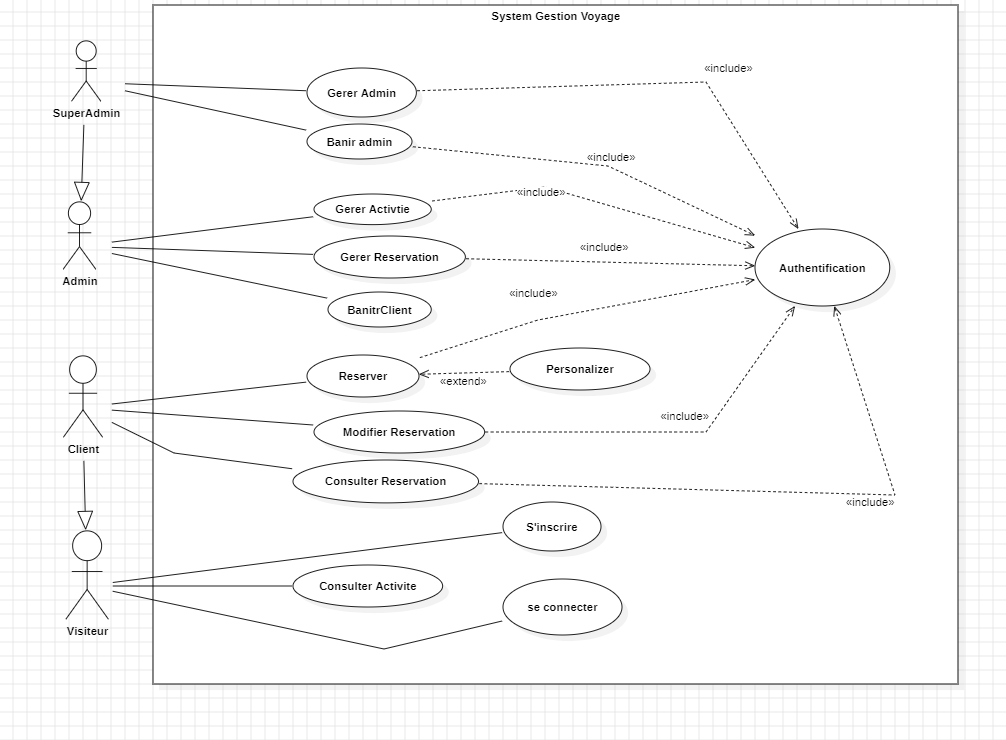 System Gestion Voyage
«include»
SuperAdmin
Gerer Admin
Banir admin
«include»
«include»
Gerer Activtie
Admin
Gerer Reservation
«include»
Authentification
BanitrClient
«include»
Reserver
«extend»
Personalizer
Client
Modifier Reservation
«include»
Consulter Reservation
«include»
S'inscrire
Visiteur
Consulter Activite
se connecter